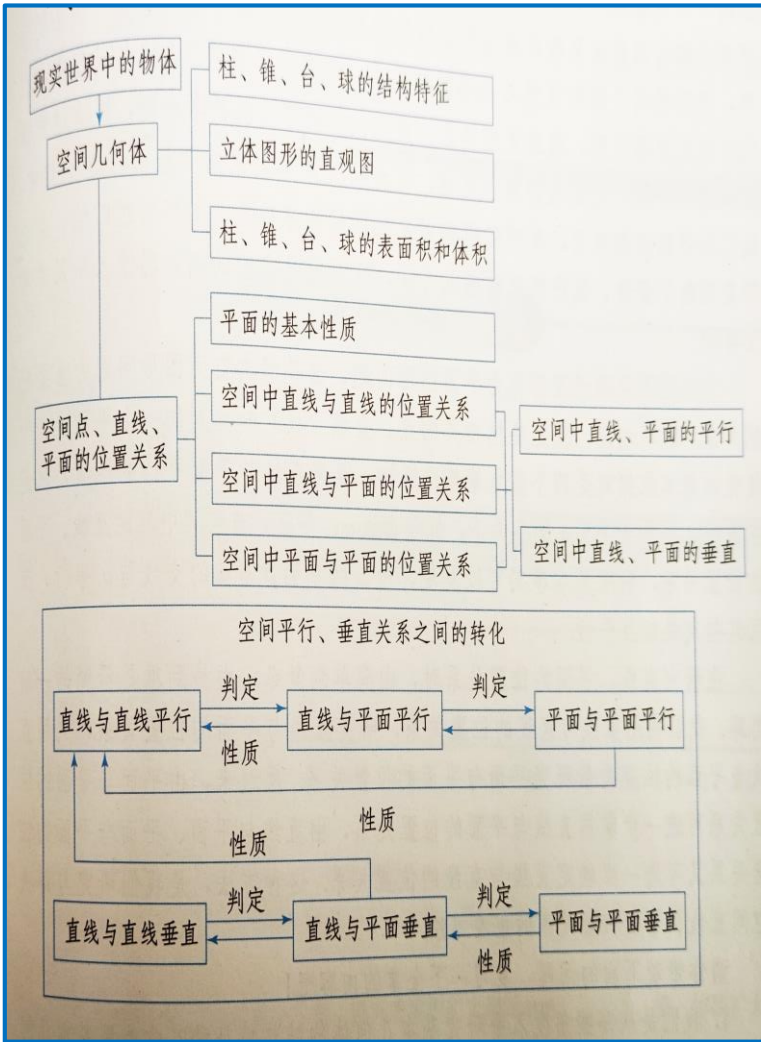 现实世界中的物体
空间几何体
柱、锥、台、球的结构特征
立体图形的直观图
柱、锥、台、球的表面积和体积
空间点、直线、
平面的位置关系
平面的基本性质
空间中直线与直线的位置关系
空间中直线与平面的位置关系
空间中平面与平面的位置关系
空间中直线、平面的平行
空间中直线、平面的垂直
空间平行、垂直关系之间的转化
判定
判定
直线与直线平行
直线与平面平行
平面与平面平行
性质
性质
性质
判定
判定
直线与直线垂直
直线与平面垂直
平面与平面垂直
性质